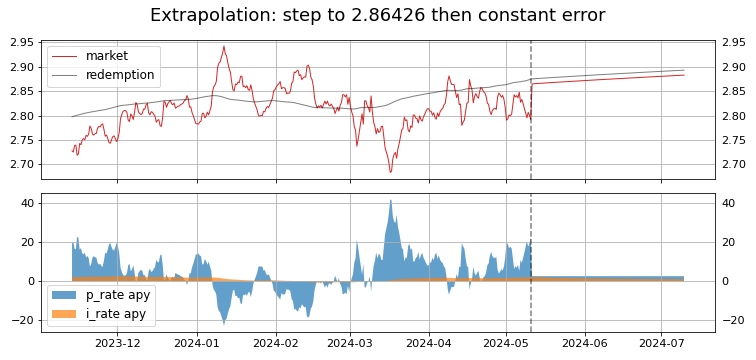 Extrapolation: step to 2.86426 then constant error
2.95 2.95
market
redemption
2.90 2.90
2.85 2.85
2.80 2.80
2.75 2.75
2.70 2.70
40 40
20 20
0 0
p_rate apy
i_rate apy
−20 −20
2023-12 2024-01 2024-02 2024-03 2024-04 2024-05 2024-06 2024-07